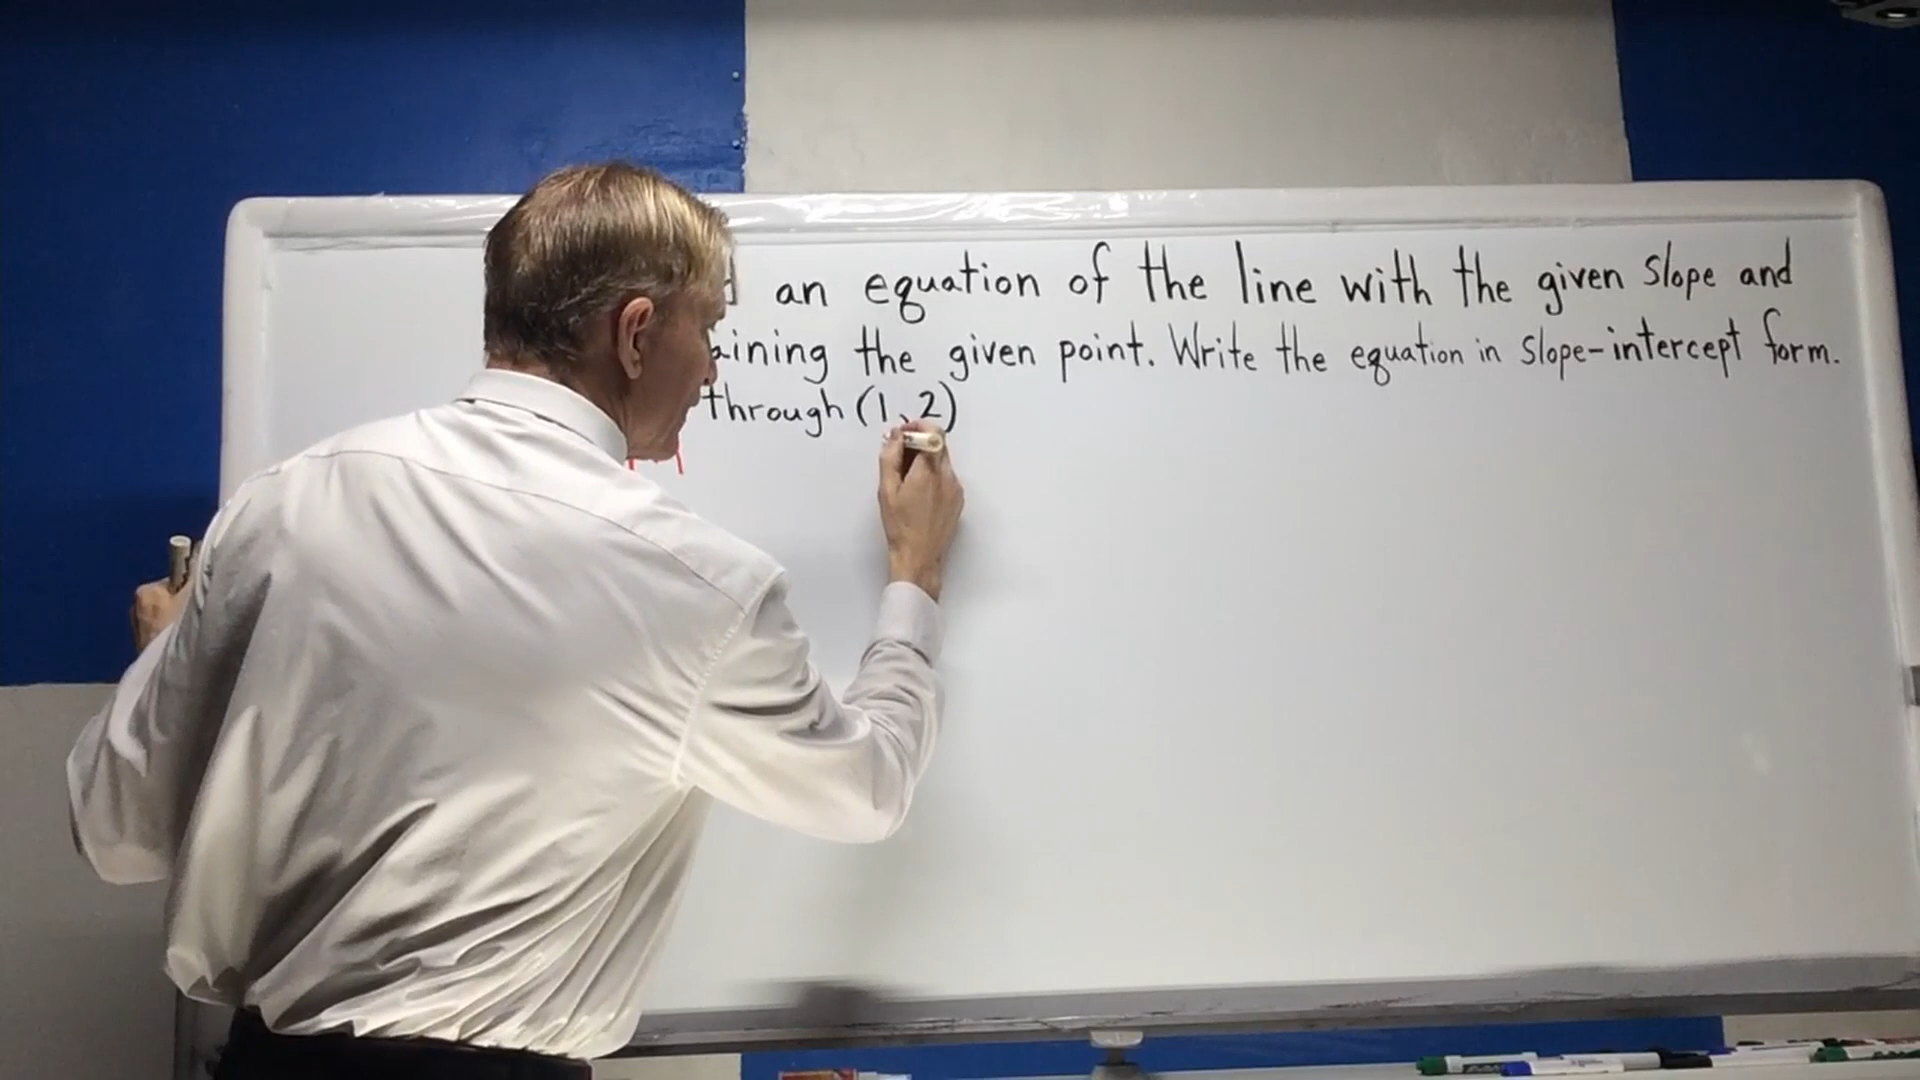 an equation of the line with the given slope and
the given point. Write the equation in slope-intercept form.
through (1, 2)